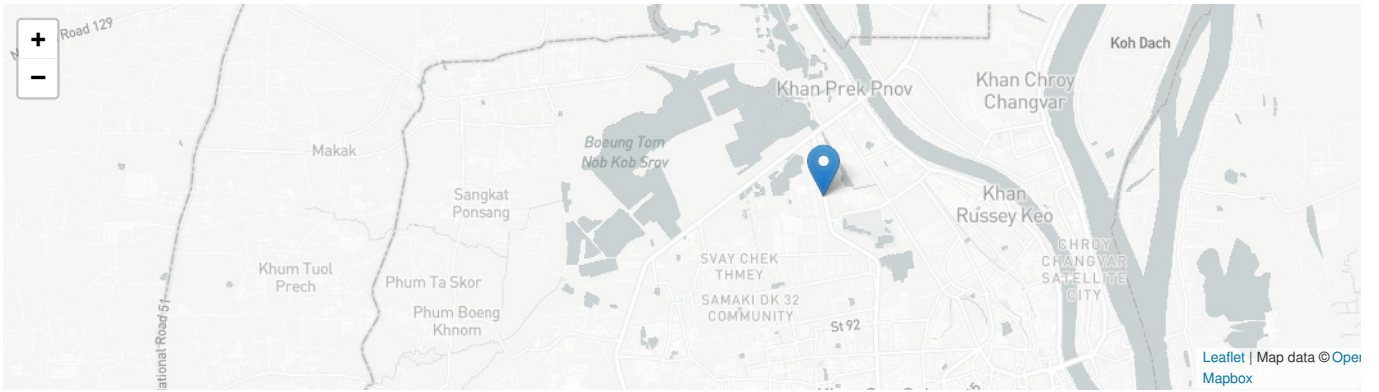 +
Road 129
−
Koh Dach
Khan Prek Pnov
Khan Chroy
Changvar
Makak
Boeung Tom
Nob Kob Srov
Sangkat
Ponsang
Khan
Russey Keo
SVAY CHEK
THMEY
CHROY
CHANGVAR
SATELLITE
CITY
Khum Tuol
Prech
Phum Ta Skor
SAMAKI DK 32
COMMUNITY
Phum Boeng
Khnom
St 92
ational Road 51
Leaflet | Map data © Oper
Mapbox